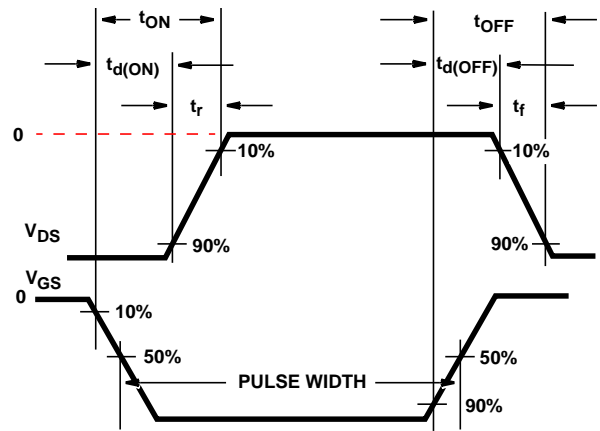 tON
tOFF
td(ON)
td(OFF)
tr
tf
0
10%
10%
VDS
90%
90%
VGS
0
10%
50%
50%
PULSE WIDTH
90%